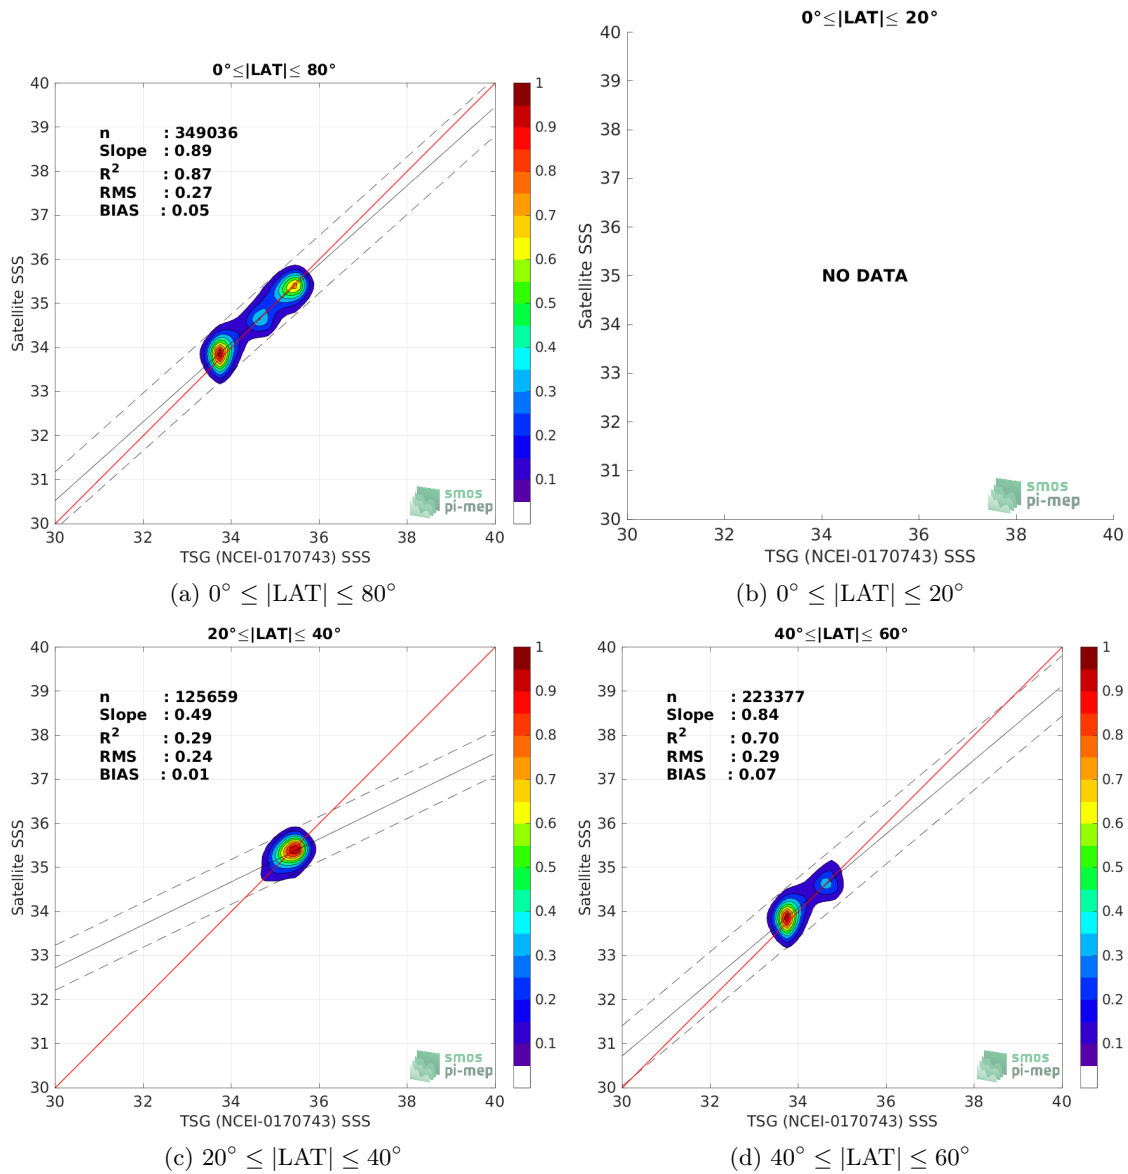 0°≤|LAT|≤ 80°
n : 349036
Slope : 0.89
R² : 0.87
RMS : 0.27
BIAS : 0.05
40
39
38
37
36
35
34
33
32
31
30
30 32 34 36 38 40
Satellite SSS
TSG (NCEI-0170743) SSS
1
0.9
0.8
0.7
0.6
0.5
0.4
0.3
0.2
0.1
smos
pi-mep
(a) 0° ≤ |LAT| ≤ 80°
0°≤|LAT|≤ 20°
40
39
38
37
36
35
34
33
32
31
30
30 32 34 36 38 40
Satellite SSS
NO DATA
TSG (NCEI-0170743) SSS
smos
pi-mep
(b) 0° ≤ |LAT| ≤ 20°
20°≤|LAT|≤ 40°
n : 125659
Slope : 0.49
R² : 0.29
RMS : 0.24
BIAS : 0.01
40
39
38
37
36
35
34
33
32
31
30
30 32 34 36 38 40
Satellite SSS
TSG (NCEI-0170743) SSS
1
0.9
0.8
0.7
0.6
0.5
0.4
0.3
0.2
0.1
smos
pi-mep
(c) 20° ≤ |LAT| ≤ 40°
40°≤|LAT|≤ 60°
n : 223377
Slope : 0.84
R² : 0.70
RMS : 0.29
BIAS : 0.07
40
39
38
37
36
35
34
33
32
31
30
30 32 34 36 38 40
Satellite SSS
TSG (NCEI-0170743) SSS
1
0.9
0.8
0.7
0.6
0.5
0.4
0.3
0.2
0.1
smos
pi-mep
(d) 40° ≤ |LAT| ≤ 60°